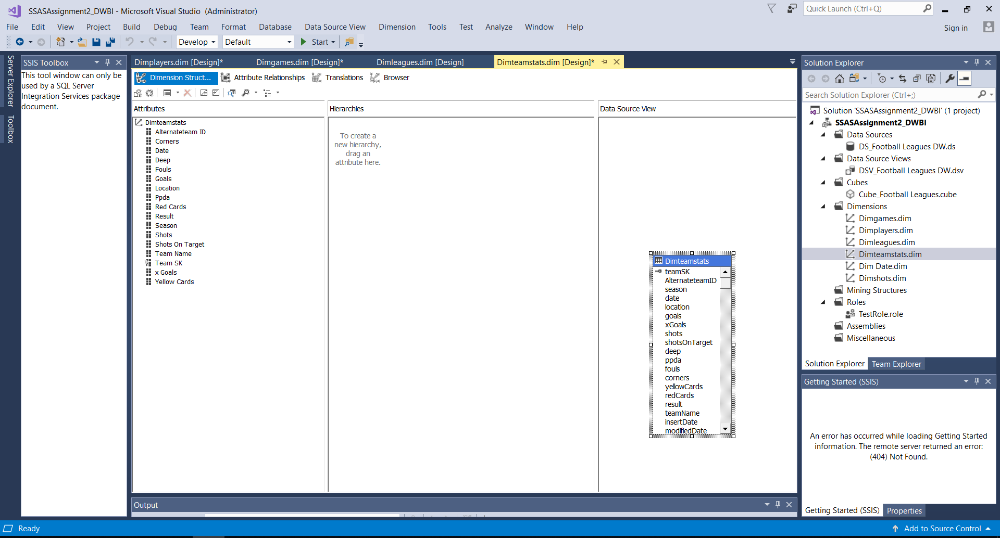 SSASAssignment2_DWBI - Microsoft Visual Studio (Administrator)
Quick Launch (Ctrl+Q)
File Edit View Project Build Debug Team Format Database Data Source View Dimension Tools Test Analyze Window Help
Sign in
Develop Default Start
Server Explorer
Toolbox
SSIS Toolbox
This tool window can only be
used by a SQL Server
Integration Services package
document.
Dimplayers.dim [Design]* Dimgames.dim [Design]* Dimleagues.dim [Design] Dimteamstats.dim [Design]*
Dimension Struct... Attribute Relationships Translations Browser
Attributes
Dimteamstats
Alternateteam ID
Corners
Date
Deep
Fouls
Goals
Location
Ppda
Red Cards
Result
Season
Shots
Shots On Target
Team Name
Team SK
x Goals
Yellow Cards
Hierarchies
To create a
new hierarchy,
drag an
attribute here.
Data Source View
Dimteamstats
teamSK
AlternateteamID
season
date
location
goals
xGoals
shots
shotsOnTarget
deep
ppda
fouls
corners
yellowCards
redCards
result
teamName
insertDate
modifiedDate
Output
Solution Explorer
Search Solution Explorer (Ctrl+;)
Solution 'SSASAssignment2_DWBI' (1 project)
SSASAssignment2_DWBI
Data Sources
DS_Football Leagues DW.ds
Data Source Views
DSV_Football Leagues DW.dsv
Cubes
Cube_Football Leagues.cube
Dimensions
Dimgames.dim
Dimplayers.dim
Dimleagues.dim
Dimteamstats.dim
Dim Date.dim
Dimshots.dim
Mining Structures
Roles
TestRole.role
Assemblies
Miscellaneous
Solution Explorer Team Explorer
Getting Started (SSIS)
An error has occurred while loading Getting Started
information. The remote server returned an error:
(404) Not Found.
Getting Started (SSIS) Properties
Ready
Add to Source Control